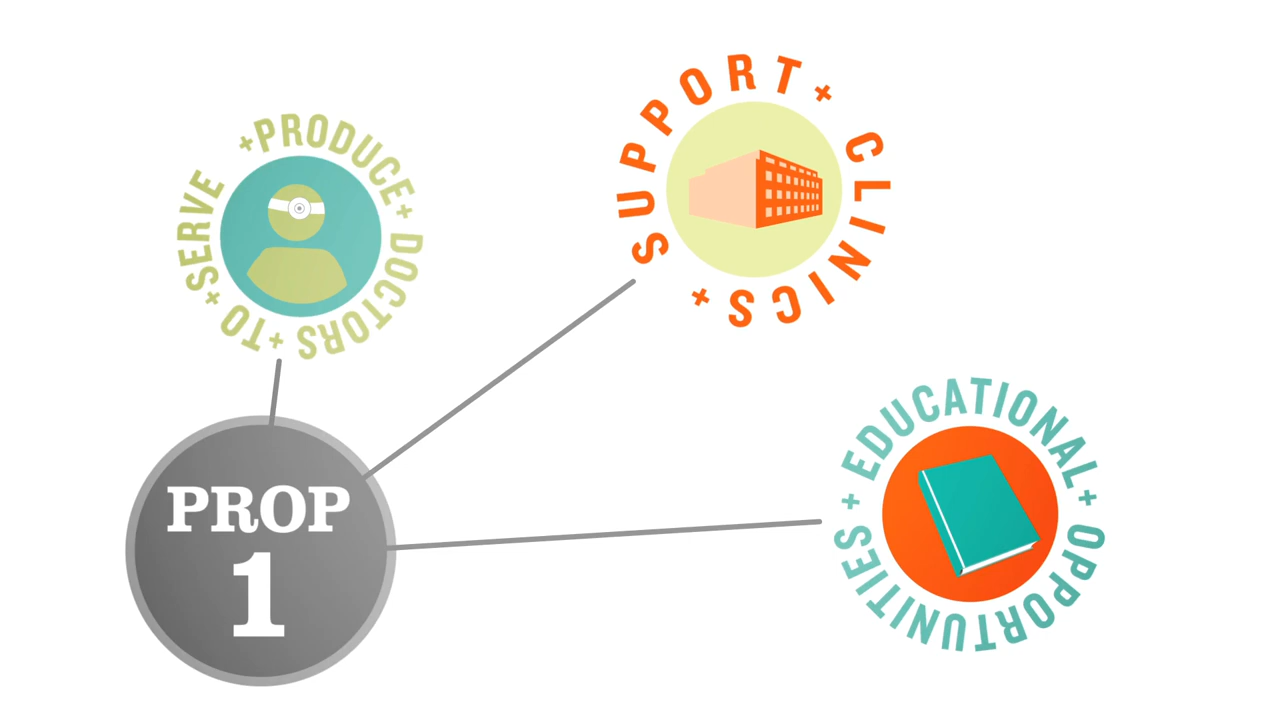 +PRODUCE+ DOCTORS+TO+SERVE
SUPPORT+ CLINICS+
EDUCATIONAL+ OPPORTUNITIES +
PROP
1